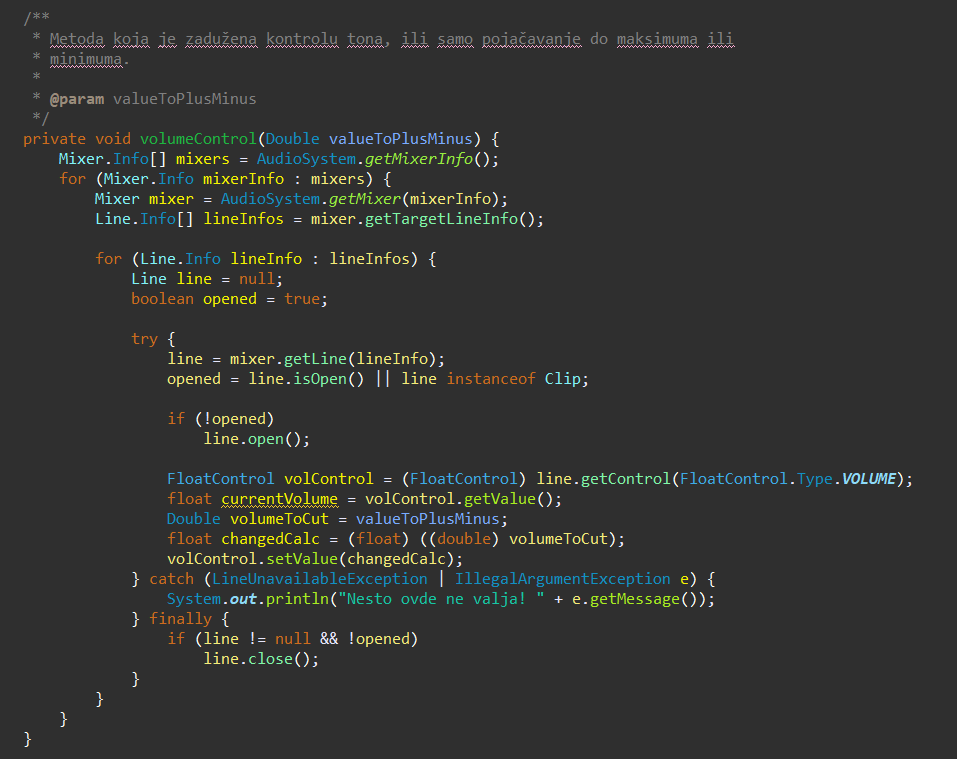 /**
 * Metoda koja je zadužena kontrolu tona, ili samo pojačavanje do maksimuma ili
 * minimuma.
 *
 * @param valueToPlusMinus
 */
private void volumeControl(Double valueToPlusMinus) {
    Mixer.Info[] mixers = AudioSystem.getMixerInfo();
    for (Mixer.Info mixerInfo : mixers) {
        Mixer mixer = AudioSystem.getMixer(mixerInfo);
        Line.Info[] lineInfos = mixer.getTargetLineInfo();

        for (Line.Info lineInfo : lineInfos) {
            Line line = null;
            boolean opened = true;

            try {
                line = mixer.getLine(lineInfo);
                opened = line.isOpen() || line instanceof Clip;

                if (!opened)
                    line.open();

                FloatControl volControl = (FloatControl) line.getControl(FloatControl.Type.VOLUME);
                float currentVolume = volControl.getValue();
                Double volumeToCut = valueToPlusMinus;
                float changedCalc = (float) ((double) volumeToCut);
                volControl.setValue(changedCalc);
            } catch (LineUnavailableException | IllegalArgumentException e) {
                System.out.println("Nesto ovde ne valja! " + e.getMessage());
            } finally {
                if (line != null && !opened)
                    line.close();
            }
        }
    }
}